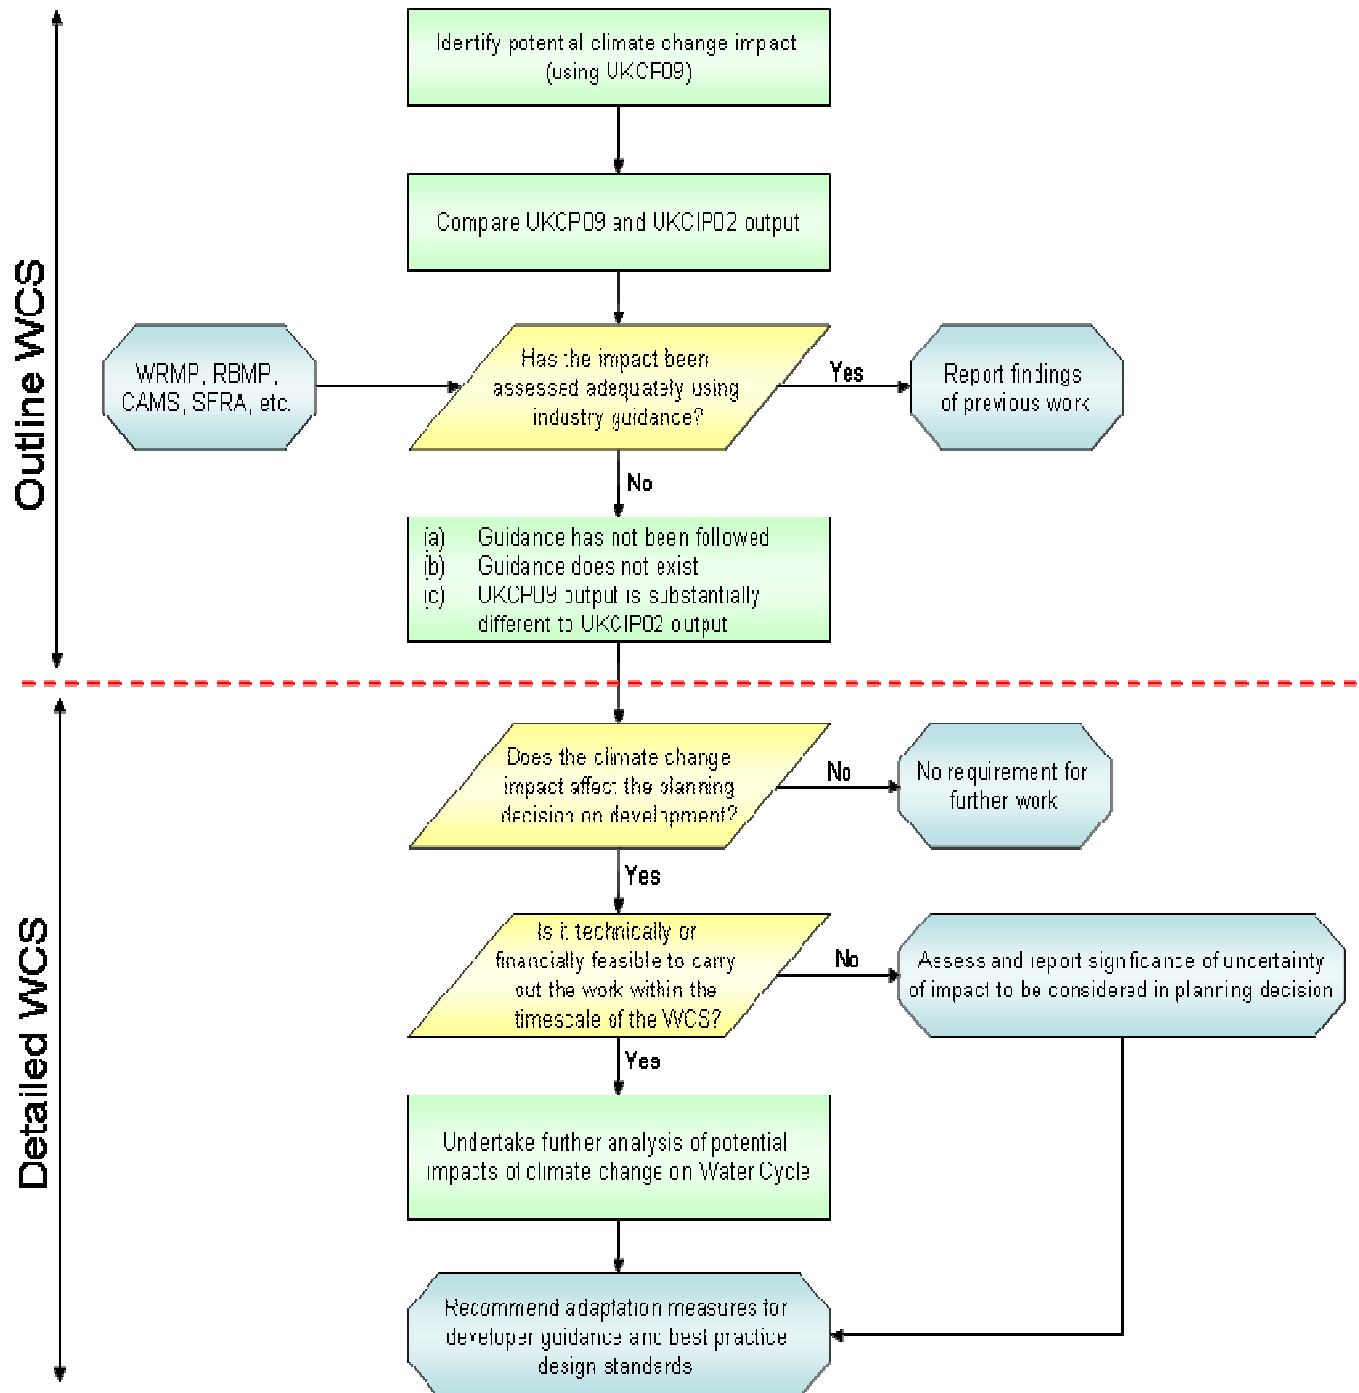 Identify potential climate change impact
(using UKCP09)
Compare UKCP09 and UKCIP02 output
Outline WCS
WRMP, RBMP,
CAMS, SFRA, etc.
Has the impact been
assessed adequately using
industry guidance?
Yes
Report findings
of previous work
No
(a) Guidance has not been followed
(b) Guidance does not exist
(c) UKCP09 output is substantially
different to UKCIP02 output
Detailed WCS
Does the climate change
impact affect the planning
decision on development?
No
No requirement for
further work
Yes
Is it technically or
financially feasible to carry
out the work within the
timescale of the WCS?
No
Assess and report significance of uncertainty
of impact to be considered in planning decision
Yes
Undertake further analysis of potential
impacts of climate change on Water Cycle
Recommend adaptation measures for
developer guidance and best practice
design standards